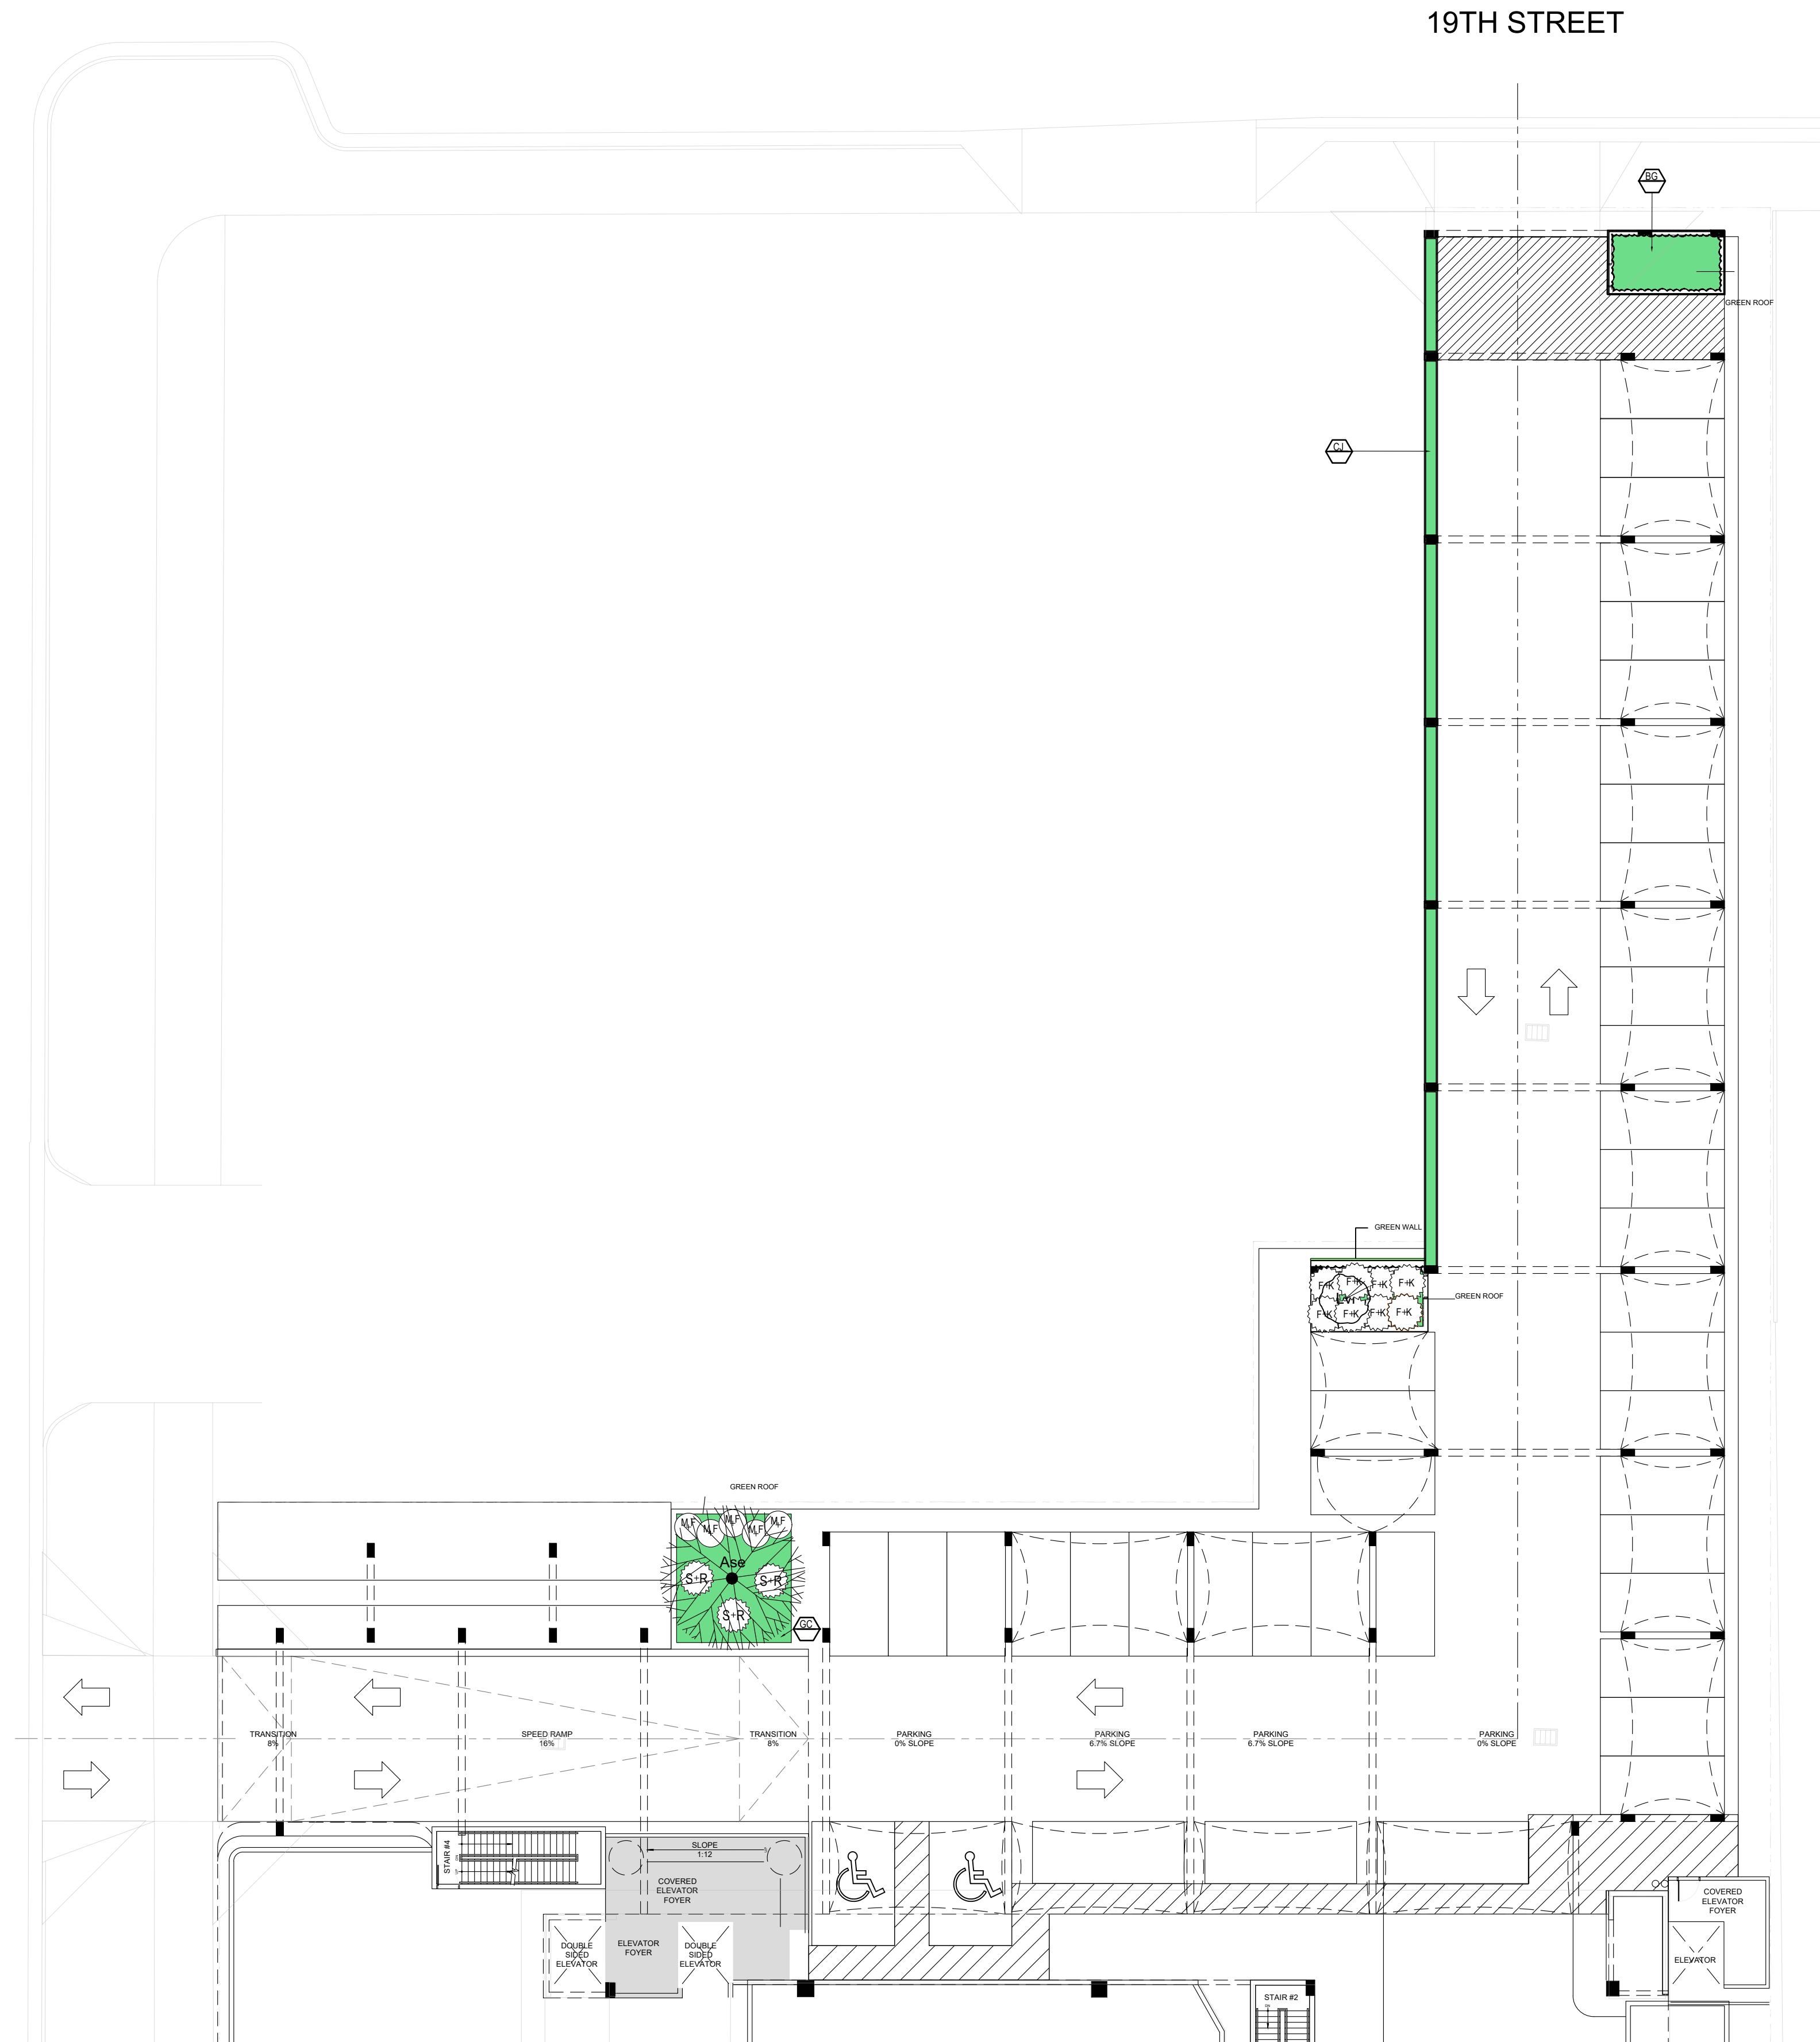 19TH STREET
BG
GREEN ROOF
CJ
GREEN WALL
F+K
F+K
F+K
F+K
GREEN ROOF
F+K
F+K
F+K
F+K
GREEN ROOF
M,F
M,F
M,F
M,F
M,F
Ase
S+R
S+R
S+R
GC
TRANSITION
8%
SPEED RAMP
16%
TRANSITION
8%
PARKING
0% SLOPE
PARKING
6.7% SLOPE
PARKING
6.7% SLOPE
PARKING
0% SLOPE
STAIR #4
SLOPE
1:12
COVERED
ELEVATOR
FOYER
COVERED
ELEVATOR
FOYER
DOUBLE
SIDED
ELEVATOR
ELEVATOR
FOYER
DOUBLE
SIDED
ELEVATOR
ELEVATOR
STAIR #2
DN